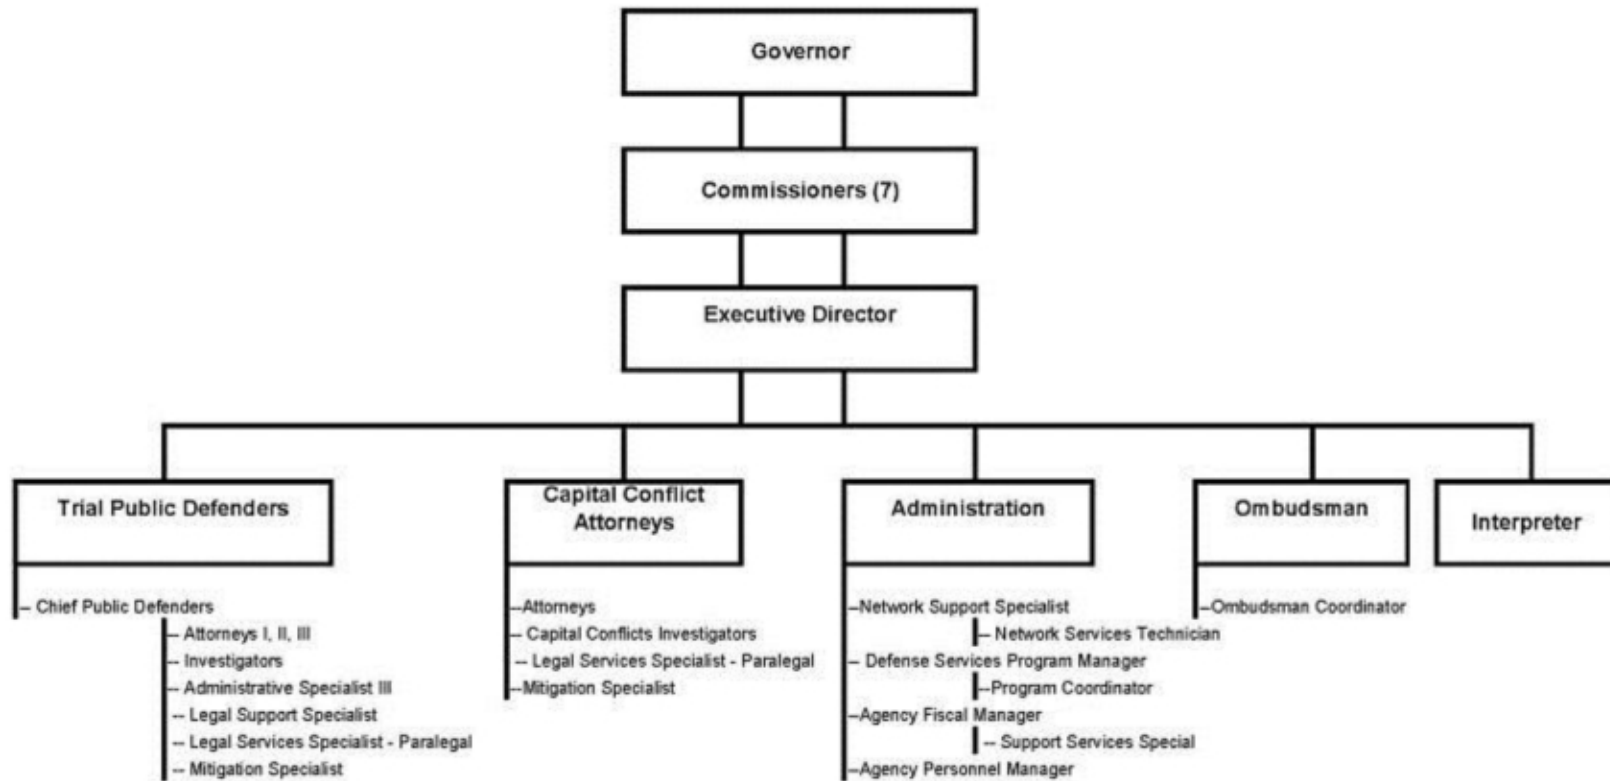 Governor
Commissioners (7)
Executive Director
Trial Public Defenders
-- Chief Public Defenders
-- Attorneys I, II, III
-- Investigators
-- Administrative Specialist III
-- Legal Support Specialist
-- Legal Services Specialist - Paralegal
-- Mitigation Specialist
Capital Conflict
Attorneys
--Attorneys
-- Capital Conflicts Investigators
-- Legal Services Specialist - Paralegal
--Mitigation Specialist
Administration
--Network Support Specialist
-- Network Services Technician
-- Defense Services Program Manager
--Program Coordinator
--Agency Fiscal Manager
-- Support Services Special
--Agency Personnel Manager
Ombudsman
--Ombudsman Coordinator
Interpreter